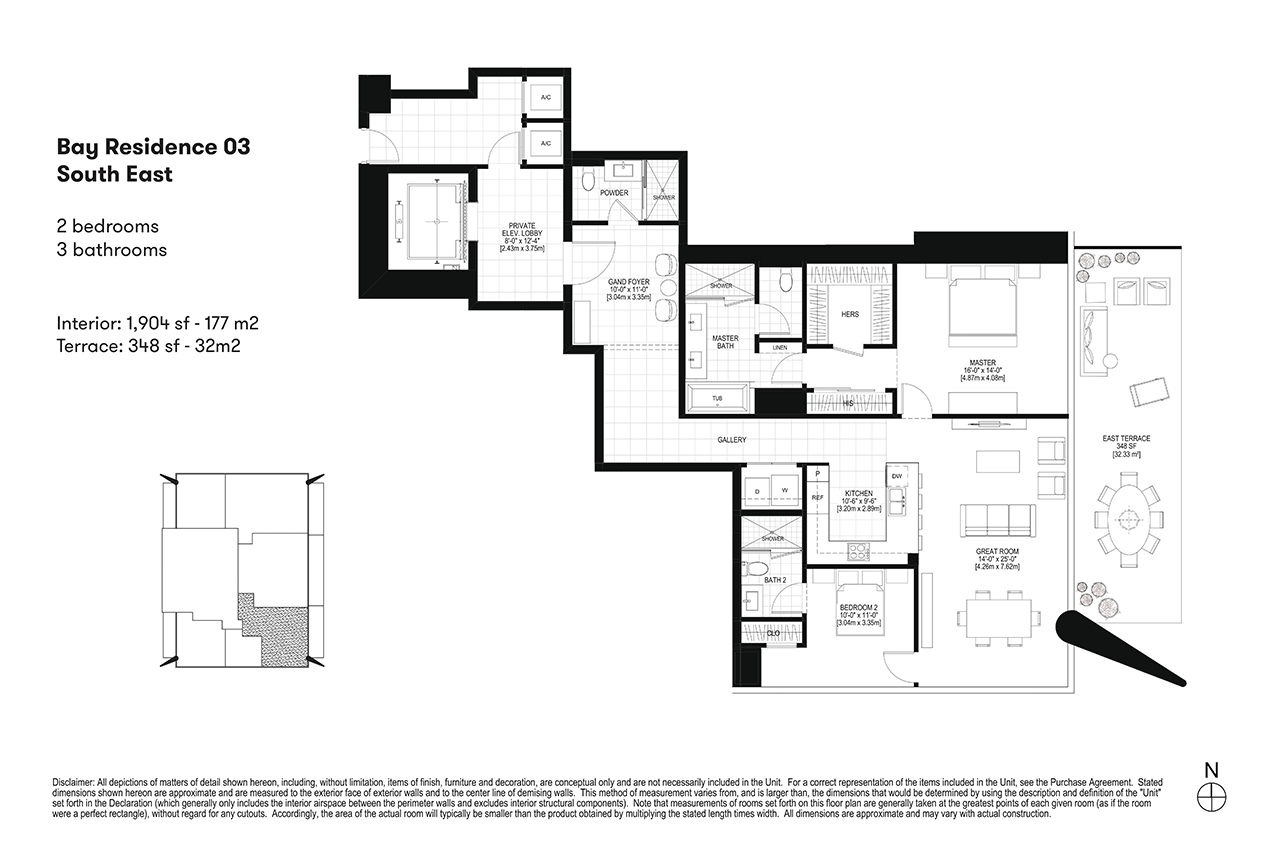 Bay Residence 03
South East
2 bedrooms
3 bathrooms
Interior: 1,904 sf - 177 m2
Terrace: 348 sf - 32m2
A/C
A/C
POWDER
SHOWER
PRIVATE
ELEV. LOBBY
8'-0" x 12'-4"
[2.43m x 3.75m]
GAND FOYER
10'-0" x 11'-0"
[3.04m x 3.35m]
SHOWER
HERS
MASTER
BATH
LINEN
MASTER
16'-0" x 14'-0"
[4.87m x 4.08m]
TUB
HIS
GALLERY
EAST TERRACE
348 SF
[32.33 m²]
D
W
P
REF
DW
KITCHEN
10'-6" x 9'-6"
[3.20m x 2.89m]
SHOWER
GREAT ROOM
14'-0" x 25'-0"
[4.26m x 7.62m]
BATH 2
BEDROOM 2
10'-0" x 11'-0"
[3.04m x 3.35m]
CLO
N
Disclaimer: All depictions of matters of detail shown hereon, including, without limitation, items of finish, furniture and decoration, are conceptual only and are not necessarily included in the Unit. For a correct representation of the items included in the Unit, see the Purchase Agreement. Stated
dimensions shown hereon are approximate and are measured to the exterior face of exterior walls and to the center line of demising walls. This method of measurement varies from, and is larger than, the dimensions that would be determined by using the description and definition of the "Unit"
set forth in the Declaration (which generally only includes the interior airspace between the perimeter walls and excludes interior structural components). Note that measurements of rooms set forth on this floor plan are generally taken at the greatest points of each given room (as if the room
were a perfect rectangle), without regard for any cutouts. Accordingly, the area of the actual room will typically be smaller than the product obtained by multiplying the stated length times width. All dimensions are approximate and may vary with actual construction.